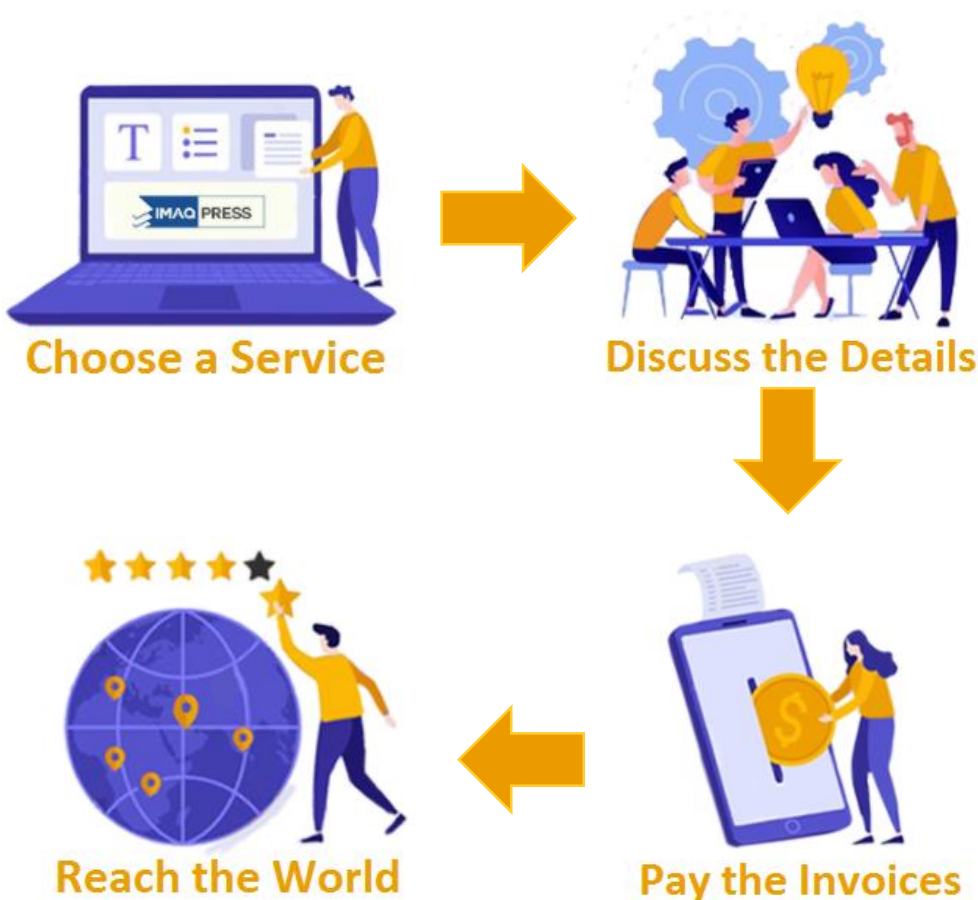 T
IMAQ PRESS
Choose a Service
Discuss the Details
$
Pay the Invoices
Reach the World